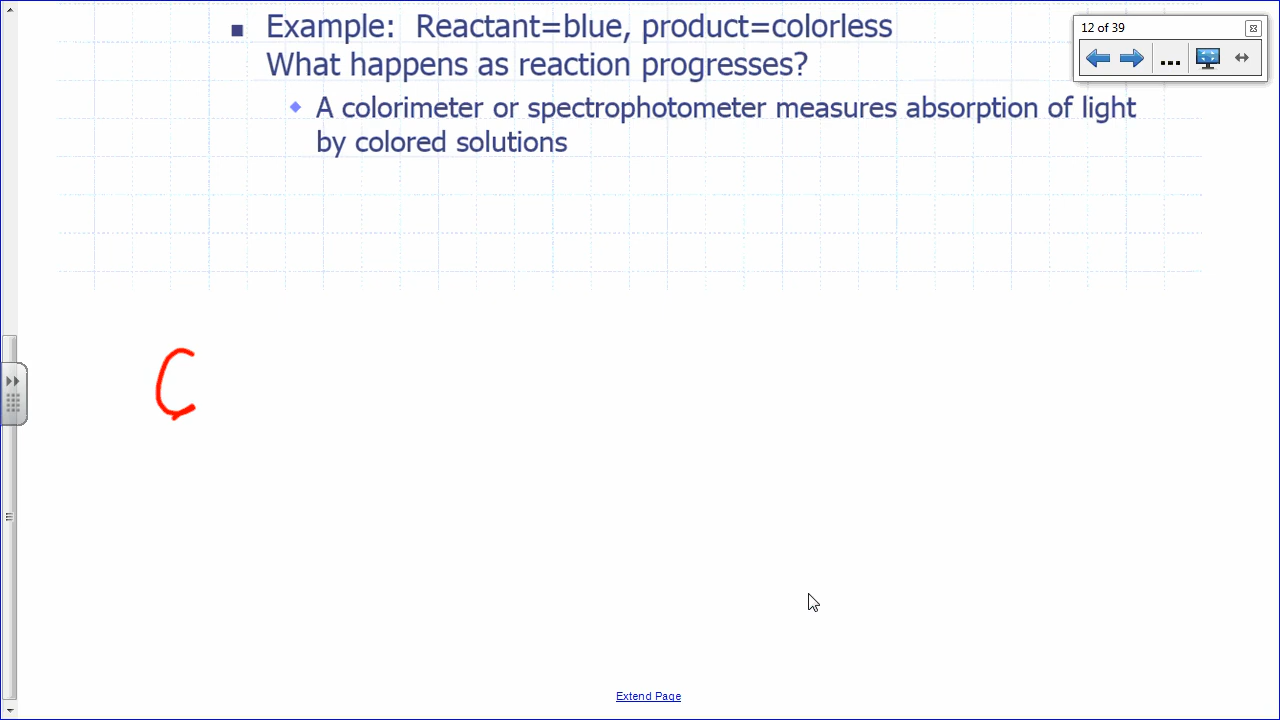 Example: Reactant=blue, product=colorless
What happens as reaction progresses?
A colorimeter or spectrophotometer measures absorption of light
by colored solutions
12 of 39
...
C
Extend Page